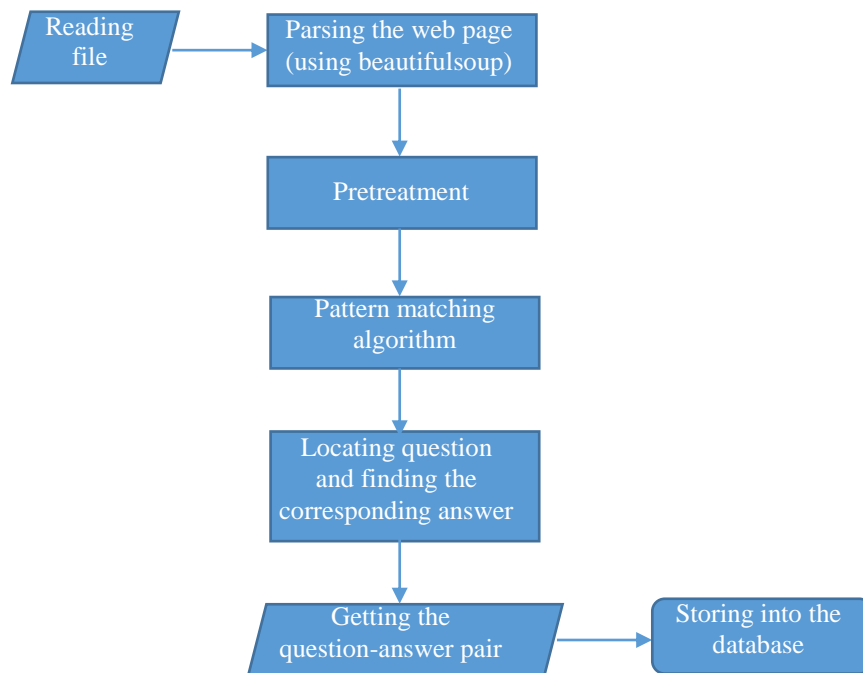 Reading
file
Parsing the web page
(using beautifulsoup)
Pretreatment
Pattern matching
algorithm
Locating question
and finding the
corresponding answer
Getting the
question-answer pair
Storing into the
database